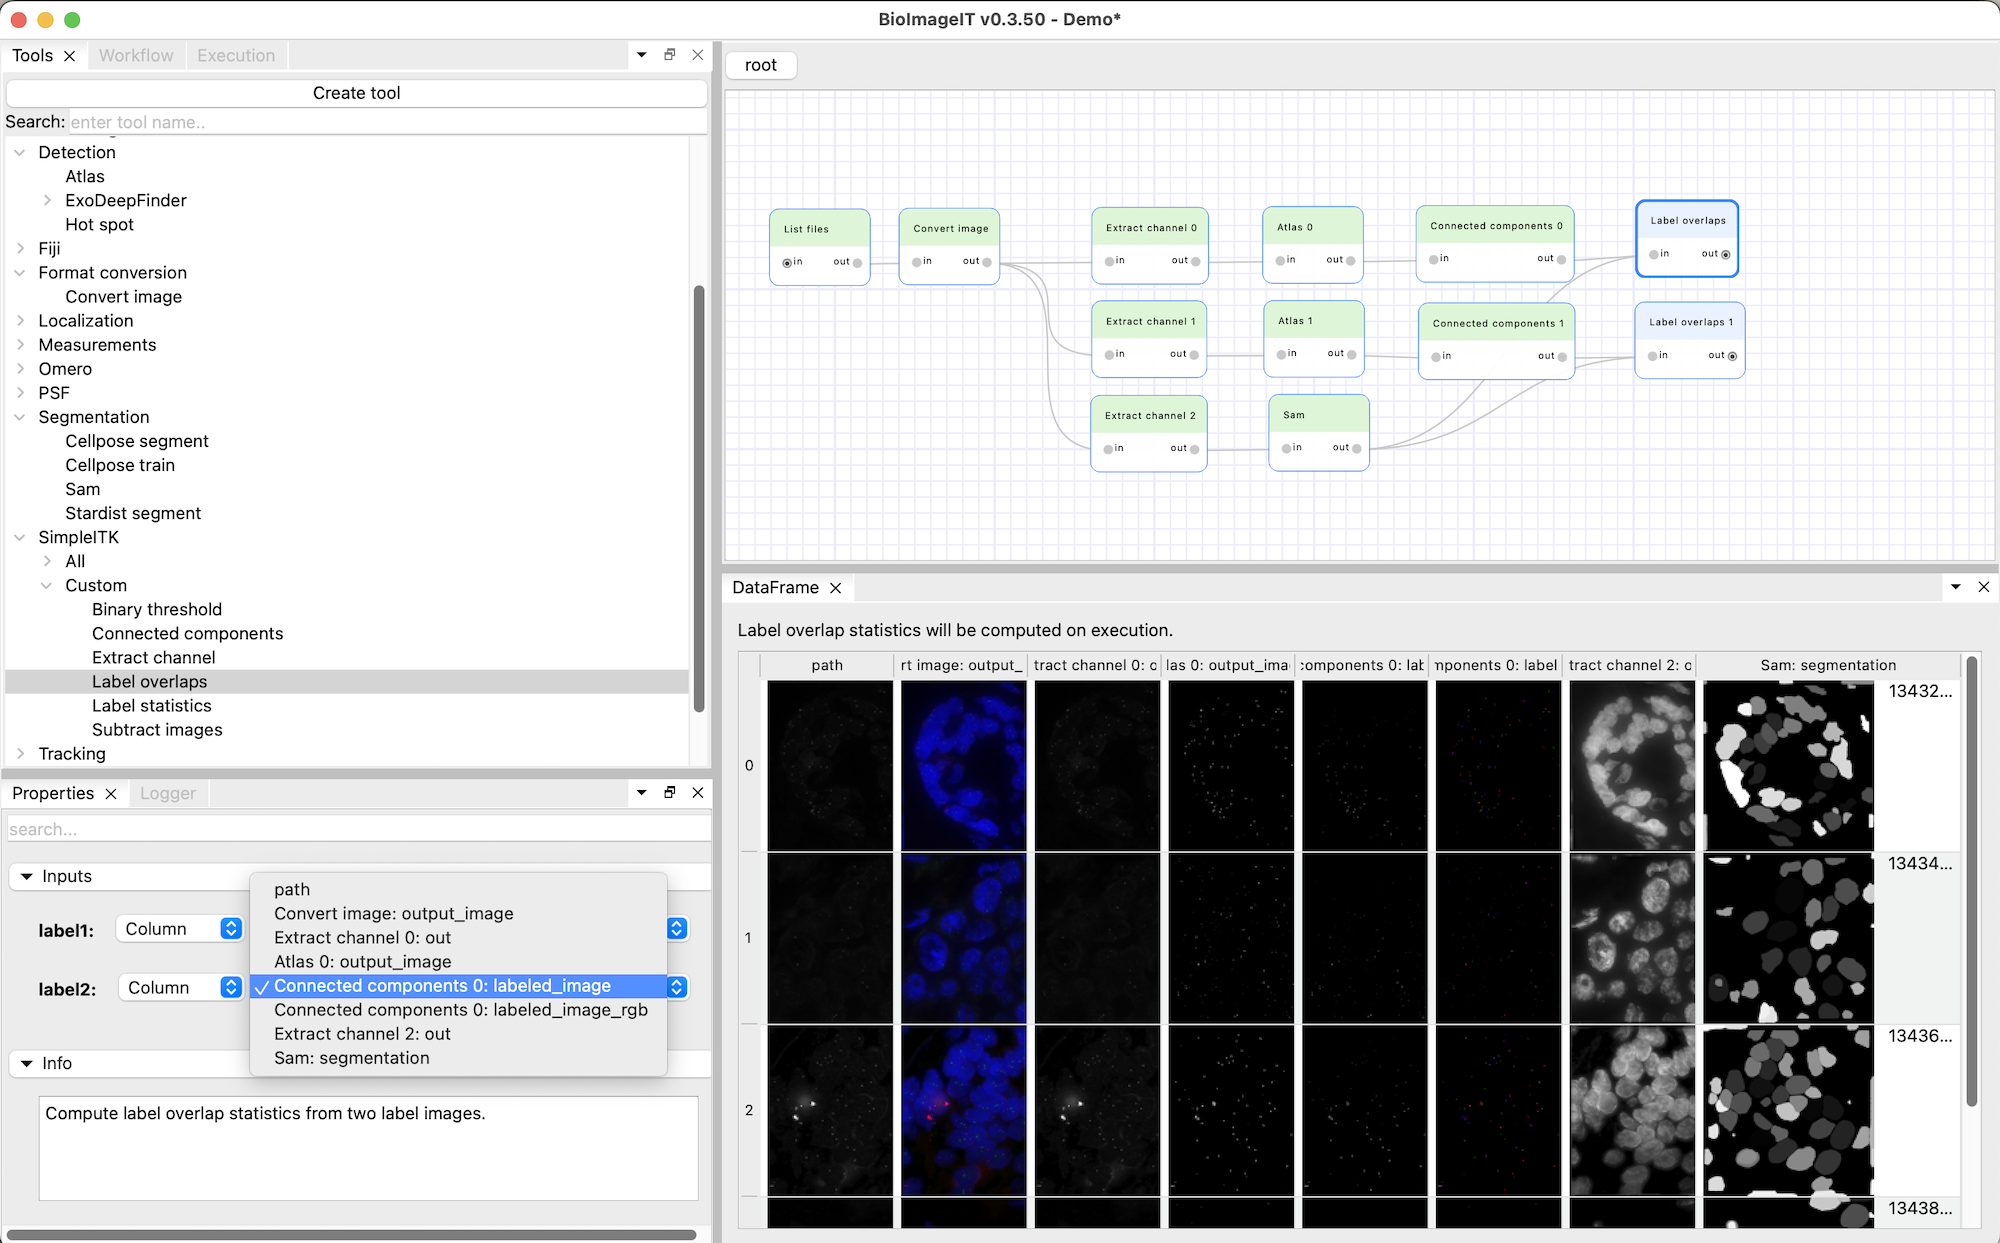 BioImageIT v0.3.50 - Demo*
Tools
Workflow
Execution
Create tool
Search: enter tool name..
Detection
Atlas
ExoDeepFinder
Hot spot
Fiji
Format conversion
Convert image
Localization
Measurements
Omero
PSF
Segmentation
Cellpose segment
Cellpose train
Sam
Stardist segment
SimpleITK
All
Custom
Binary threshold
Connected components
Extract channel
Label overlaps
Label statistics
Subtract images
Tracking
Properties
Logger
search...
Inputs
label1: Column
label2: Column
path
Convert image: output_image
Extract channel 0: out
Atlas 0: output_image
Connected components 0: labeled_image
Connected components 0: labeled_image_rgb
Extract channel 2: out
Sam: segmentation
Info
Compute label overlap statistics from two label images.
root
List files
in out
Convert image
in out
Extract channel 0
in out
Atlas 0
in out
Connected components 0
in out
Label overlaps
in out
Extract channel 1
in out
Atlas 1
in out
Connected components 1
in out
Label overlaps 1
in out
Extract channel 2
in out
Sam
in out
DataFrame
Label overlap statistics will be computed on execution.
path
rt image: output_
tract channel 0: o
las 0: output_ima
components 0: lab
mponents 0: label
tract channel 2: o
Sam: segmentation
0
13432...
1
13434...
2
13436...
13438...